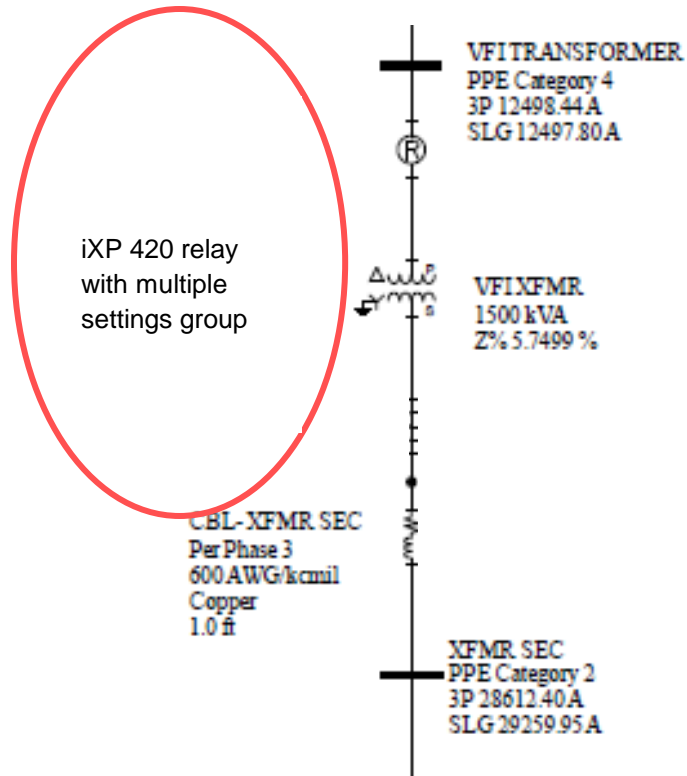 VFI TRANSFORMER
PPE Category 4
3P 12498.44 A
SLG 12497.80 A
R
iXP 420 relay
with multiple
settings group
P
VFI XFMR
1500 kVA
Z% 5.7499 %
s
CBL- XFMR SEC
Per Phase 3
600 AWG/kcmil
Copper
1.0 ft
XFMR SEC
PPE Category 2
3P 28612.40 A
SLG 29259.95 A